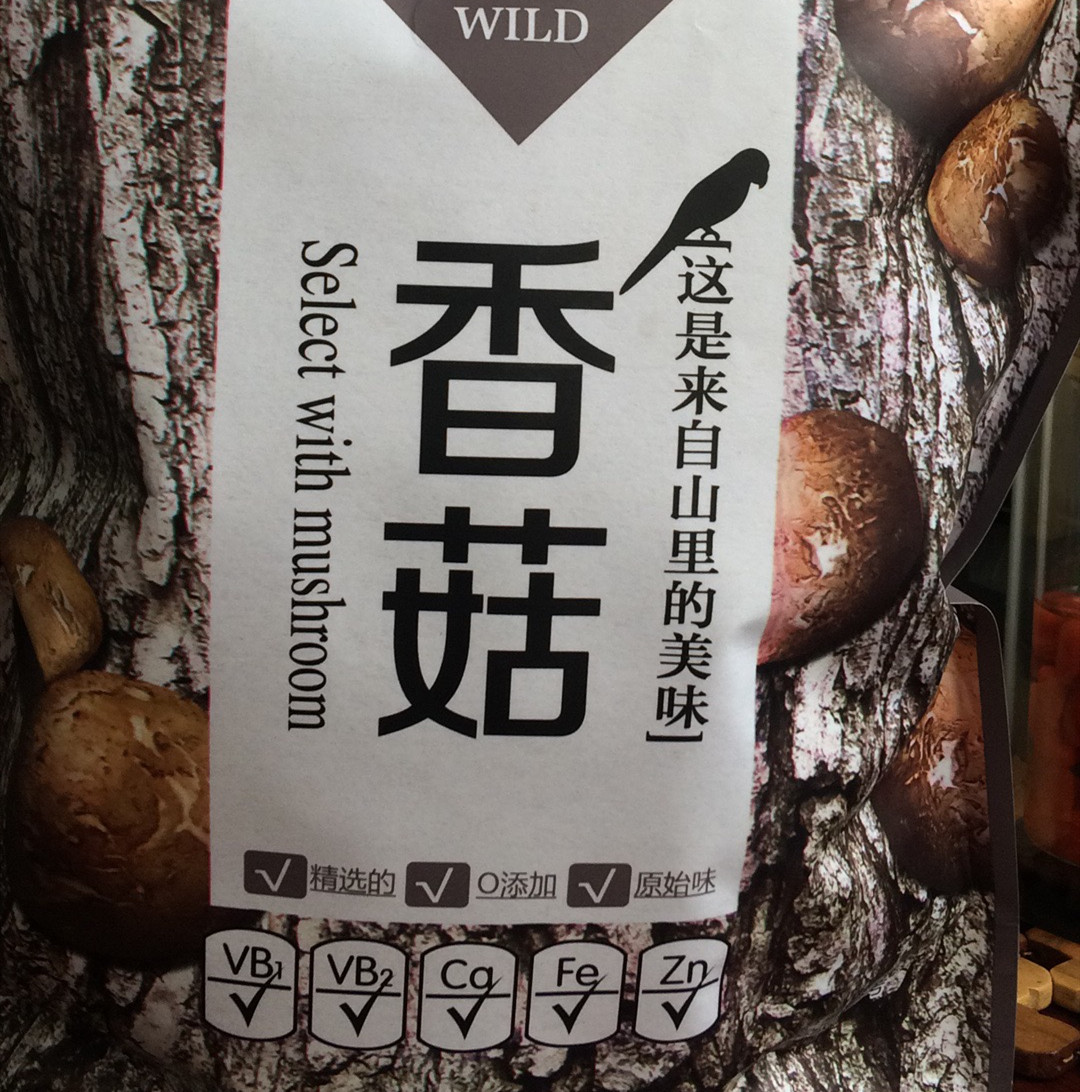 WILD
[这是来自山里的美味]
香菇
Select with mushroom
精选的 O添加 原始味
VB1 VB2 Ca Fe Zn